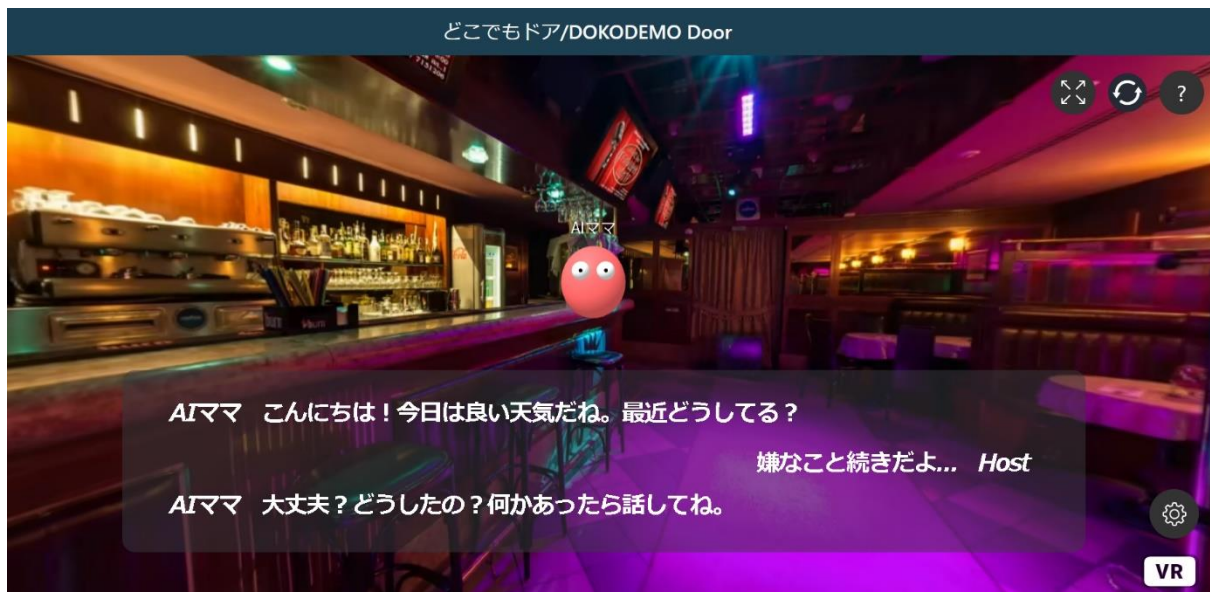 どこでもドア/DOKODEMO Door
?
AIママ
AIママ こんにちは!今日は良い天気だね。最近どうしてる?
嫌なこと続きだよ... Host
AIママ 大丈夫?どうしたの?何かあったら話してね。
VR